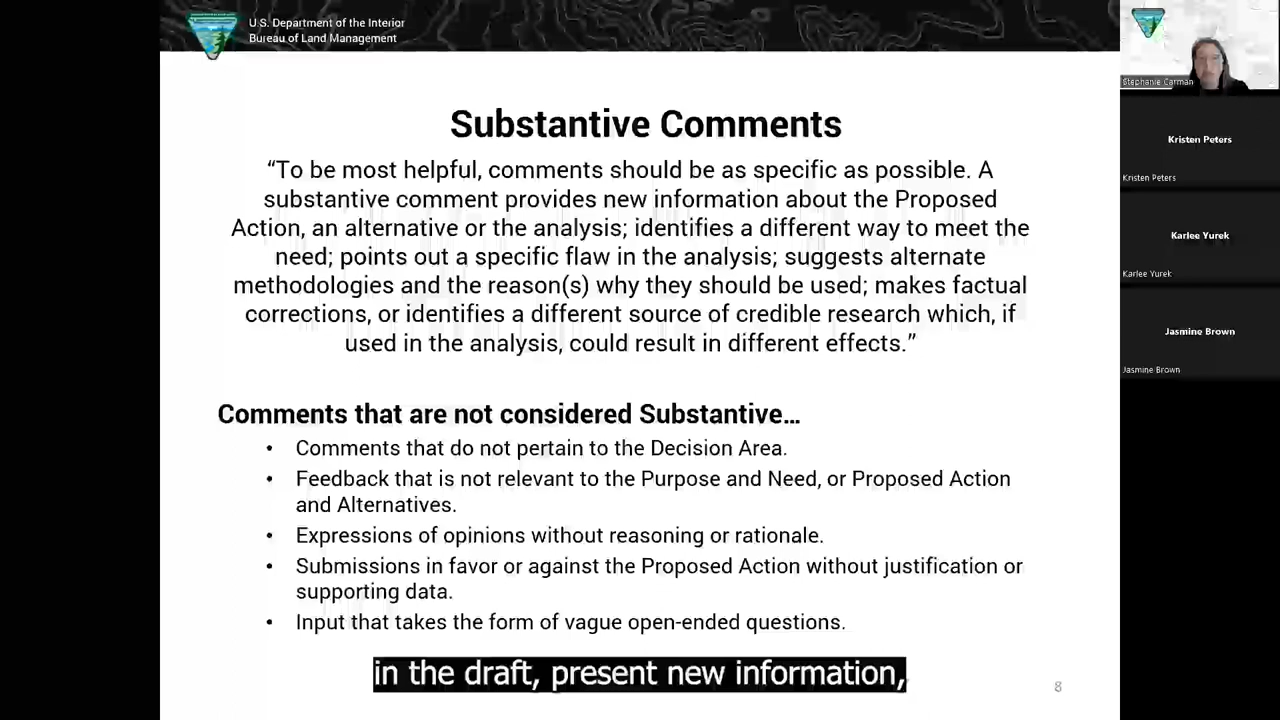 U.S. Department of the Interior
Bureau of Land Management
Substantive Comments
“To be most helpful, comments should be as specific as possible. A
substantive comment provides new information about the Proposed
Action, an alternative or the analysis; identifies a different way to meet the
need; points out a specific flaw in the analysis; suggests alternate
methodologies and the reason(s) why they should be used; makes factual
corrections, or identifies a different source of credible research which, if
used in the analysis, could result in different effects.”
Comments that are not considered Substantive...
• Comments that do not pertain to the Decision Area.
• Feedback that is not relevant to the Purpose and Need, or Proposed Action
and Alternatives.
• Expressions of opinions without reasoning or rationale.
• Submissions in favor or against the Proposed Action without justification or
supporting data.
• Input that takes the form of vague open-ended questions.
in the draft, present new information,
8
Stephanie Carman
Kristen Peters
Kristen Peters
Karlee Yurek
Karlee Yurek
Jasmine Brown
Jasmine Brown